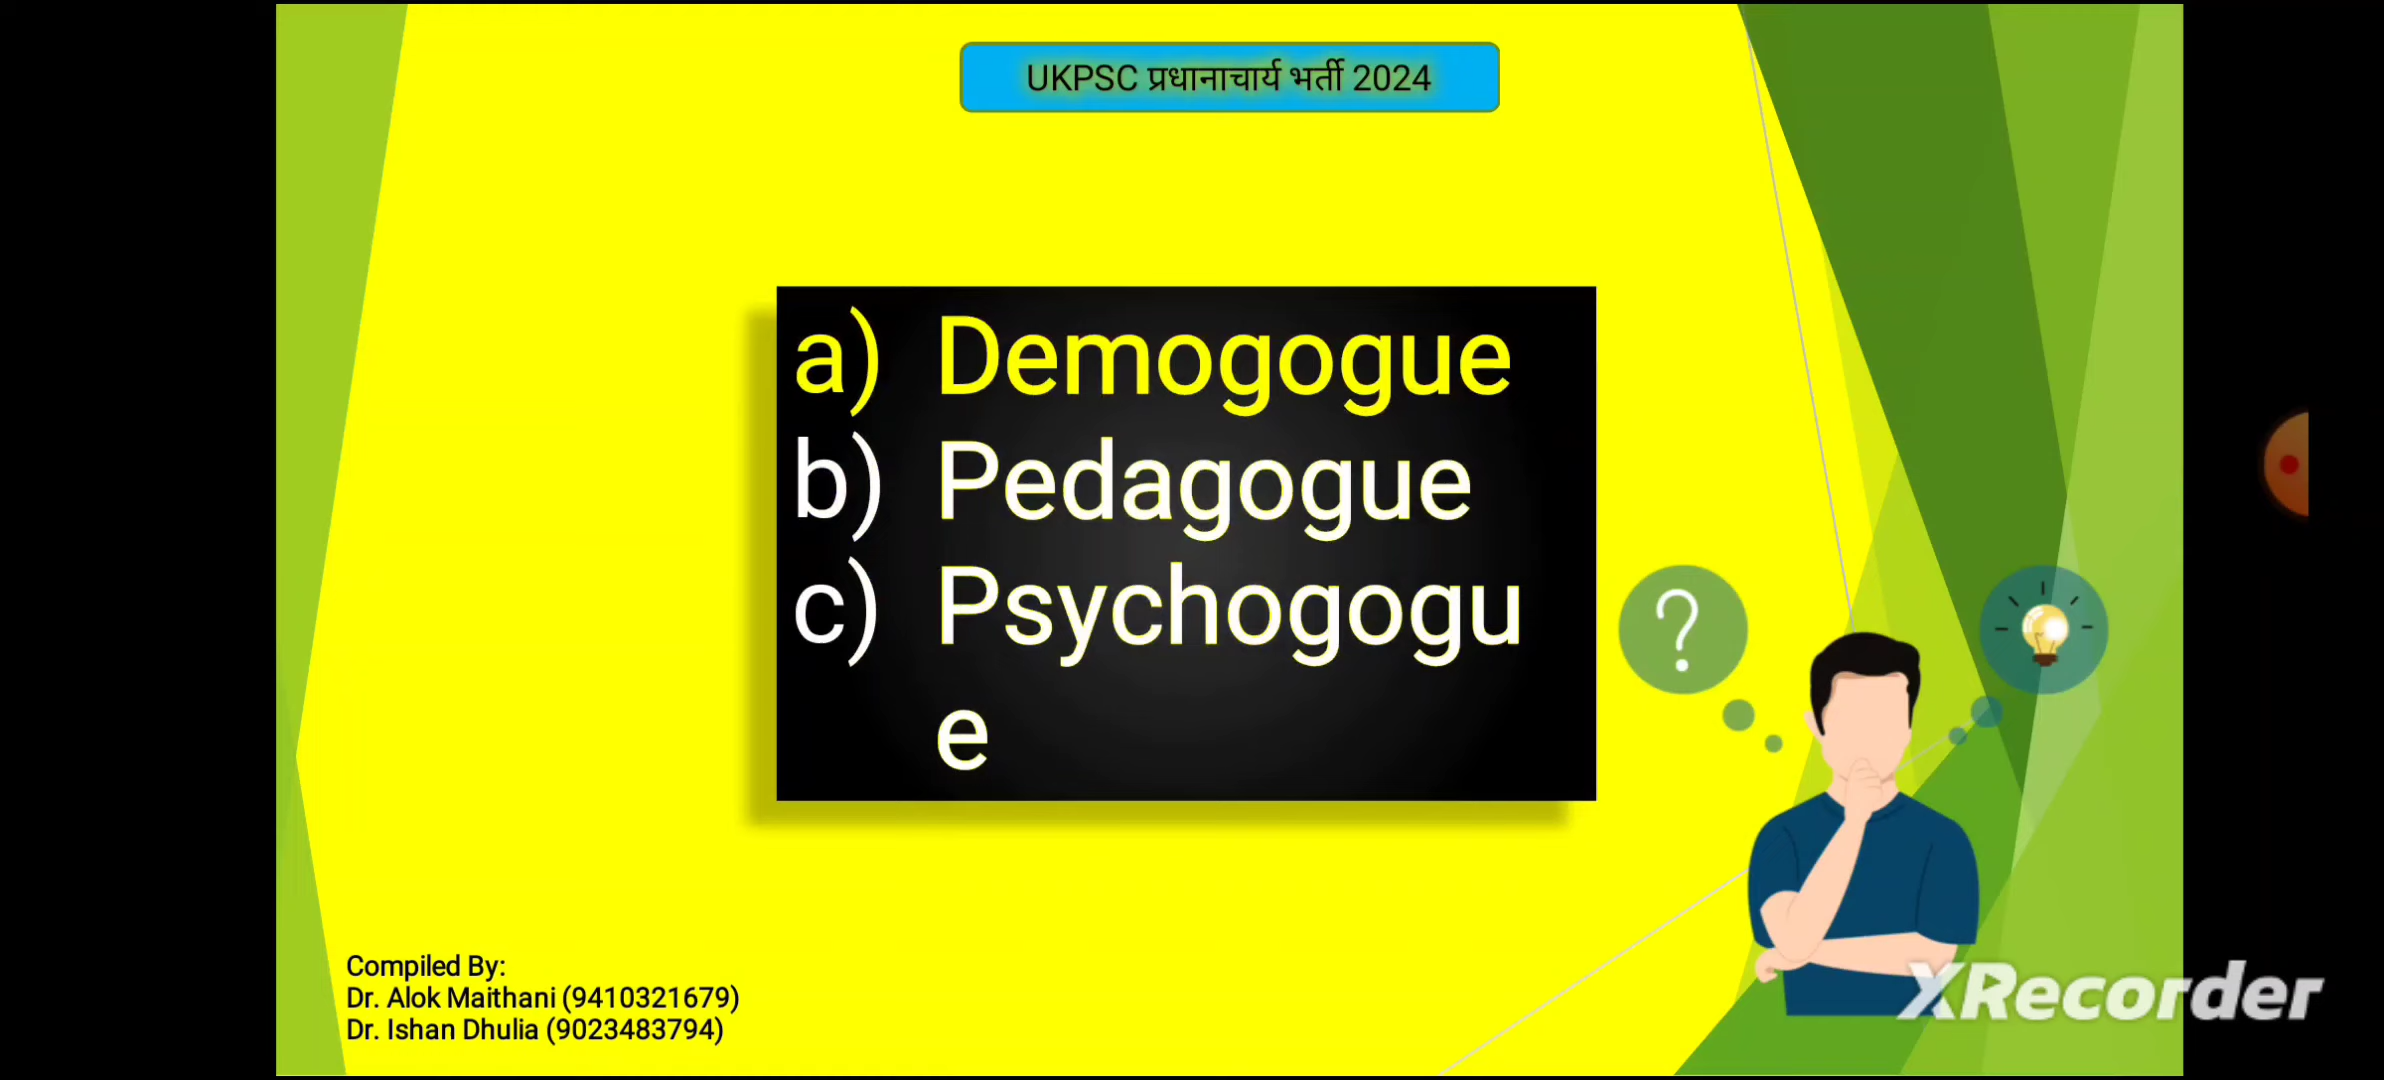 UKPSC प्रधानाचार्य भर्ती 2024
a) Demogogue
b) Pedagogue
c) Psychogogu
e
?
Compiled By:
Dr. Alok Maithani (9410321679)
Dr. Ishan Dhulia (9023483794)
XRecorder